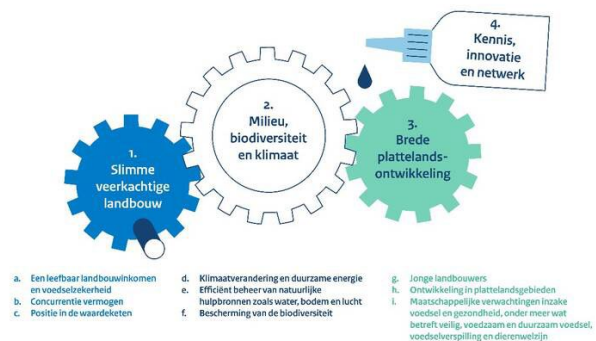 4.
Kennis,
innovatie
en netwerk
2.
Milieu,
biodiversiteit
en klimaat
3.
Brede
plattelands-
ontwikkeling
1.
Slimme
veerkachtige
landbouw
a. Een leefbaar landbouwinkomen
en voedselzekerheid
b. Concurrentie vermogen
c. Positie in de waardeketen
d. Klimaatverandering en duurzame energie
e. Efficiënt beheer van natuurlijke
hulpbronnen zoals water, bodem en lucht
f. Bescherming van de biodiversiteit
g. Jonge landbouwers
h. Ontwikkeling in plattelandsgebieden
i. Maatschappelijke verwachtingen inzake
voedsel en gezondheid, onder meer wat
betreft veilig, voedzaam en duurzaam voedsel,
voedselverspilling en dierenwelzijn